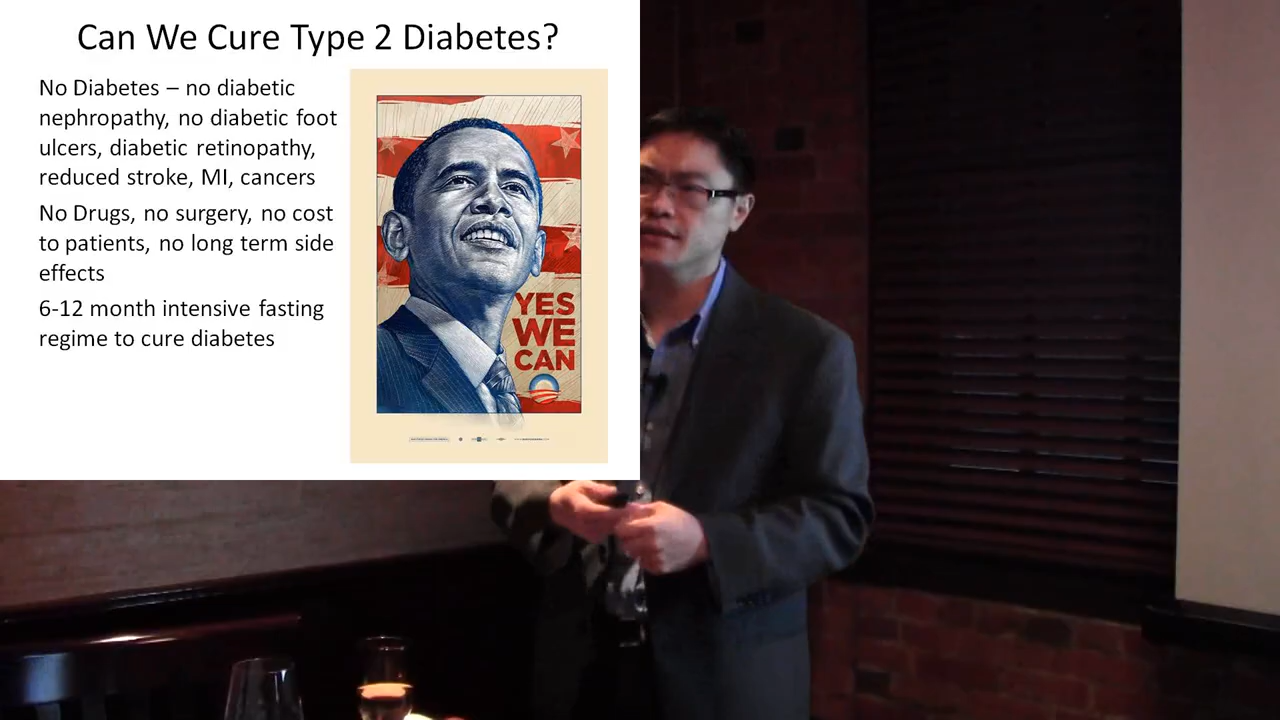 Can We Cure Type 2 Diabetes?
No Diabetes – no diabetic
nephropathy, no diabetic foot
ulcers, diabetic retinopathy,
reduced stroke, MI, cancers
No Drugs, no surgery, no cost
to patients, no long term side
effects
6-12 month intensive fasting
regime to cure diabetes
YES
WE
CAN